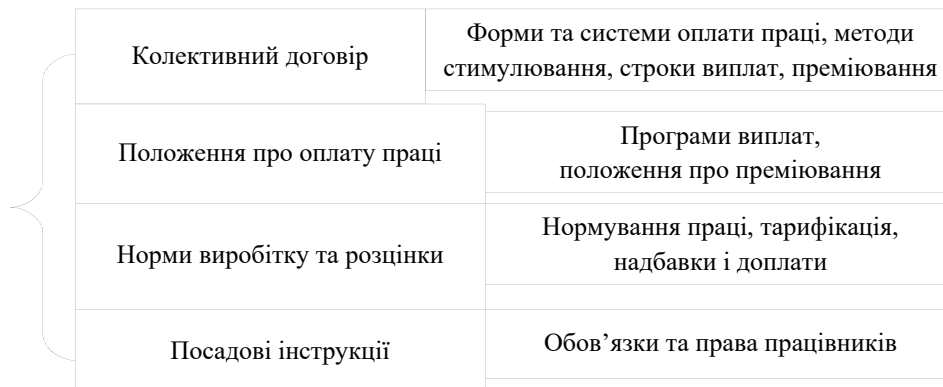 Колективний договір
Форми та системи оплати праці, методи
стимулювання, строки виплат, преміювання
Положення про оплату праці
Програми виплат,
положення про преміювання
Норми виробітку та розцінки
Нормування праці, тарифікація,
надбавки і доплати
Посадові інструкції
Обов’язки та права працівників